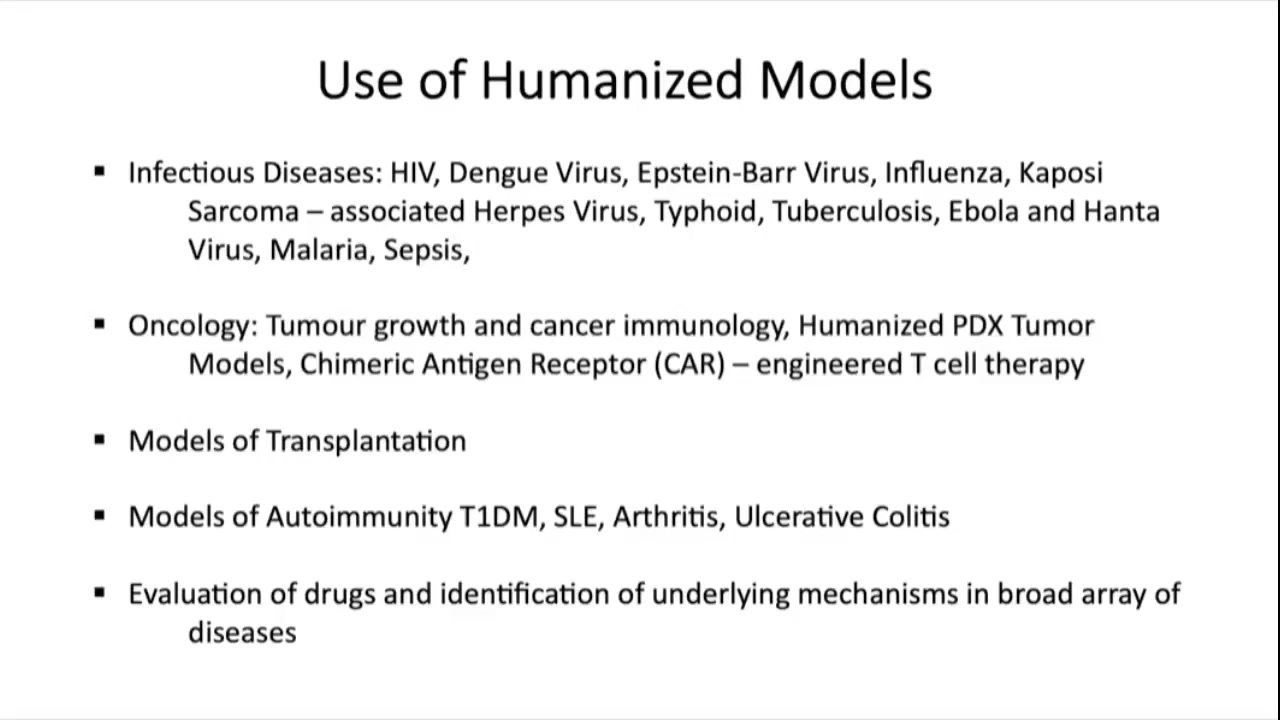 Use of Humanized Models
▪ Infectious Diseases: HIV, Dengue Virus, Epstein-Barr Virus, Influenza, Kaposi
Sarcoma – associated Herpes Virus, Typhoid, Tuberculosis, Ebola and Hanta
Virus, Malaria, Sepsis,
▪ Oncology: Tumour growth and cancer immunology, Humanized PDX Tumor
Models, Chimeric Antigen Receptor (CAR) – engineered T cell therapy
▪ Models of Transplantation
▪ Models of Autoimmunity T1DM, SLE, Arthritis, Ulcerative Colitis
▪ Evaluation of drugs and identification of underlying mechanisms in broad array of
diseases